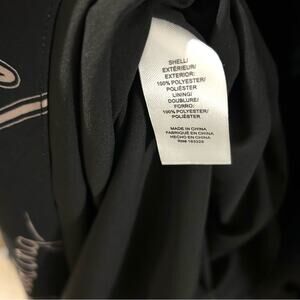 SHELL/
EXTÉRIEUR/
EXTERIOR:
100% POLYESTER/
POLIÉSTER
LINING/
DOUBLURE/
FORRO:
100% POLYESTER/
POLIÉSTER
MADE IN CHINA
FABRIQUÉ EN CHINE
HECHO EN CHINA